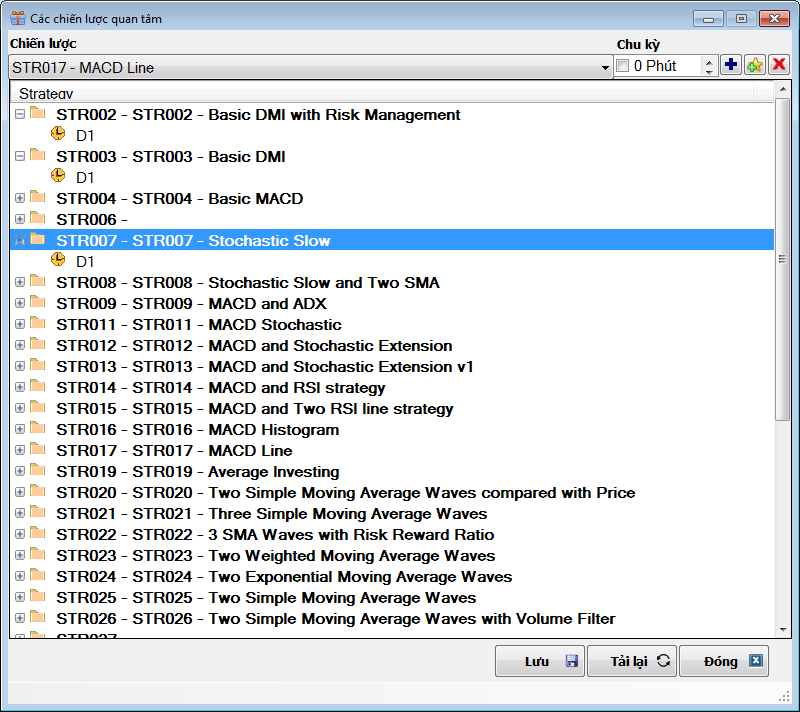 Các chiến lược quan tâm
Chiến lược
Chu kỳ
STR017 - MACD Line
0 Phút
Strategy
STR002 - STR002 - Basic DMI with Risk Management
D1
STR003 - STR003 - Basic DMI
D1
STR004 - STR004 - Basic MACD
STR006 -
STR007 - STR007 - Stochastic Slow
D1
STR008 - STR008 - Stochastic Slow and Two SMA
STR009 - STR009 - MACD and ADX
STR011 - STR011 - MACD Stochastic
STR012 - STR012 - MACD and Stochastic Extension
STR013 - STR013 - MACD and Stochastic Extension v1
STR014 - STR014 - MACD and RSI strategy
STR015 - STR015 - MACD and Two RSI line strategy
STR016 - STR016 - MACD Histogram
STR017 - STR017 - MACD Line
STR019 - STR019 - Average Investing
STR020 - STR020 - Two Simple Moving Average Waves compared with Price
STR021 - STR021 - Three Simple Moving Average Waves
STR022 - STR022 - 3 SMA Waves with Risk Reward Ratio
STR023 - STR023 - Two Weighted Moving Average Waves
STR024 - STR024 - Two Exponential Moving Average Waves
STR025 - STR025 - Two Simple Moving Average Waves
STR026 - STR026 - Two Simple Moving Average Waves with Volume Filter
STR027 -
Lưu
Tải lại
Đóng